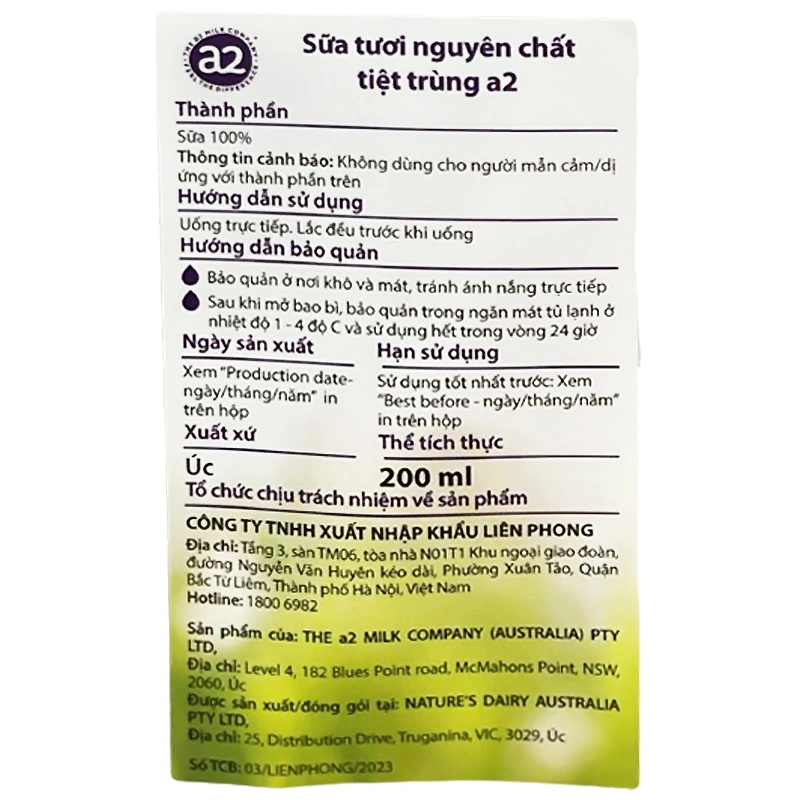 THE a2 MILK COMPANY
a2
FEEL THE DIFFERENCE
Sữa tươi nguyên chất
tiệt trùng a2
Thành phần
Sữa 100%
Thông tin cảnh báo: Không dùng cho người mẫn cảm/dị
ứng với thành phần trên
Hướng dẫn sử dụng
Uống trực tiếp. Lắc đều trước khi uống
Hướng dẫn bảo quản
Bảo quản ở nơi khô và mát, tránh ánh nắng trực tiếp
Sau khi mở bao bì, bảo quản trong ngăn mát tủ lạnh ở
nhiệt độ 1 - 4 độ C và sử dụng hết trong vòng 24 giờ
Ngày sản xuất
Xem "Production date-
ngày/tháng/năm" in
trên hộp
Hạn sử dụng
Sử dụng tốt nhất trước: Xem
"Best before - ngày/tháng/năm"
in trên hộp
Xuất xứ
Úc
Thể tích thực
200 ml
Tổ chức chịu trách nhiệm về sản phẩm
CÔNG TY TNHH XUẤT NHẬP KHẨU LIÊN PHONG
Địa chỉ: Tầng 3, sàn TM06, tòa nhà N01T1 Khu ngoại giao đoàn,
đường Nguyễn Văn Huyên kéo dài, Phường Xuân Tảo, Quận
Bắc Từ Liêm, Thành phố Hà Nội, Việt Nam
Hotline: 1800 6982
Sản phẩm của: THE a2 MILK COMPANY (AUSTRALIA) PTY
LTD,
Địa chỉ: Level 4, 182 Blues Point road, McMahons Point, NSW,
2060, Úc
Được sản xuất/đóng gói tại: NATURE'S DAIRY AUSTRALIA
PTY LTD,
Địa chỉ: 25, Distribution Drive, Truganina, VIC, 3029, Úc
Số TCB: 03/LIENPHONG/2023